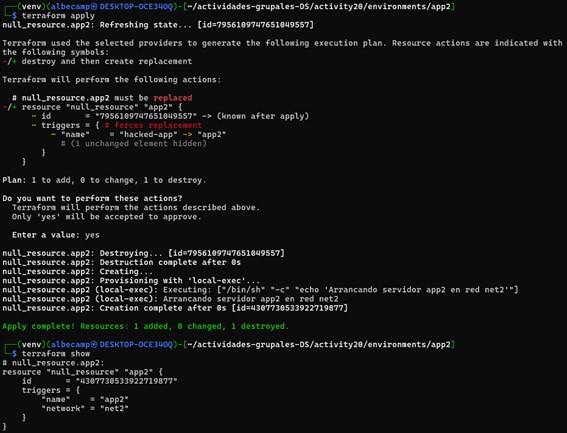 ┌──(venv)(albecamp㉿DESKTOP-OCE34OQ)-[~/actividades-grupales-DS/activity20/environments/app2]
└─$ terraform apply
null_resource.app2: Refreshing state... [id=7956109747651049557]
Terraform used the selected providers to generate the following execution plan. Resource actions are indicated with
the following symbols:
-/+ destroy and then create replacement
Terraform will perform the following actions:
# null_resource.app2 must be replaced
-/+ resource "null_resource" "app2" {
~ id = "7956109747651049557" -> (known after apply)
~ triggers = { # forces replacement
~ "name" = "hacked-app" -> "app2"
# (1 unchanged element hidden)
}
}
Plan: 1 to add, 0 to change, 1 to destroy.
Do you want to perform these actions?
Terraform will perform the actions described above.
Only 'yes' will be accepted to approve.
Enter a value: yes
null_resource.app2: Destroying... [id=7956109747651049557]
null_resource.app2: Destruction complete after 0s
null_resource.app2: Creating...
null_resource.app2: Provisioning with 'local-exec'...
null_resource.app2 (local-exec): Executing: ["/bin/sh" "-c" "echo 'Arrancando servidor app2 en red net2'"]
null_resource.app2 (local-exec): Arrancando servidor app2 en red net2
null_resource.app2: Creation complete after 0s [id=4307730533922719877]
Apply complete! Resources: 1 added, 0 changed, 1 destroyed.
┌──(venv)(albecamp㉿DESKTOP-OCE34OQ)-[~/actividades-grupales-DS/activity20/environments/app2]
└─$ terraform show
# null_resource.app2:
resource "null_resource" "app2" {
id = "4307730533922719877"
triggers = {
"name" = "app2"
"network" = "net2"
}
}